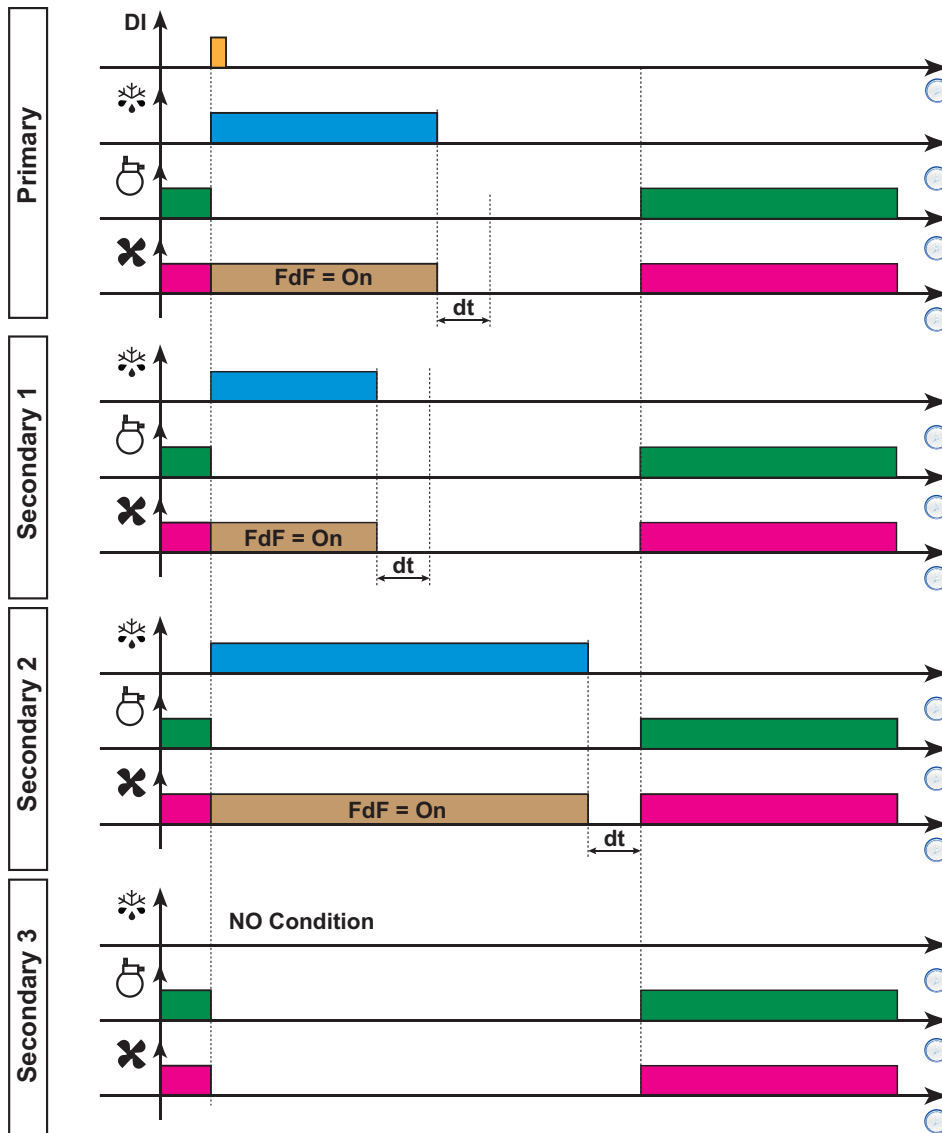 DI
Primary
FdF = On
dt
Secondary 1
FdF = On
dt
Secondary 2
FdF = On
dt
Secondary 3
NO Condition